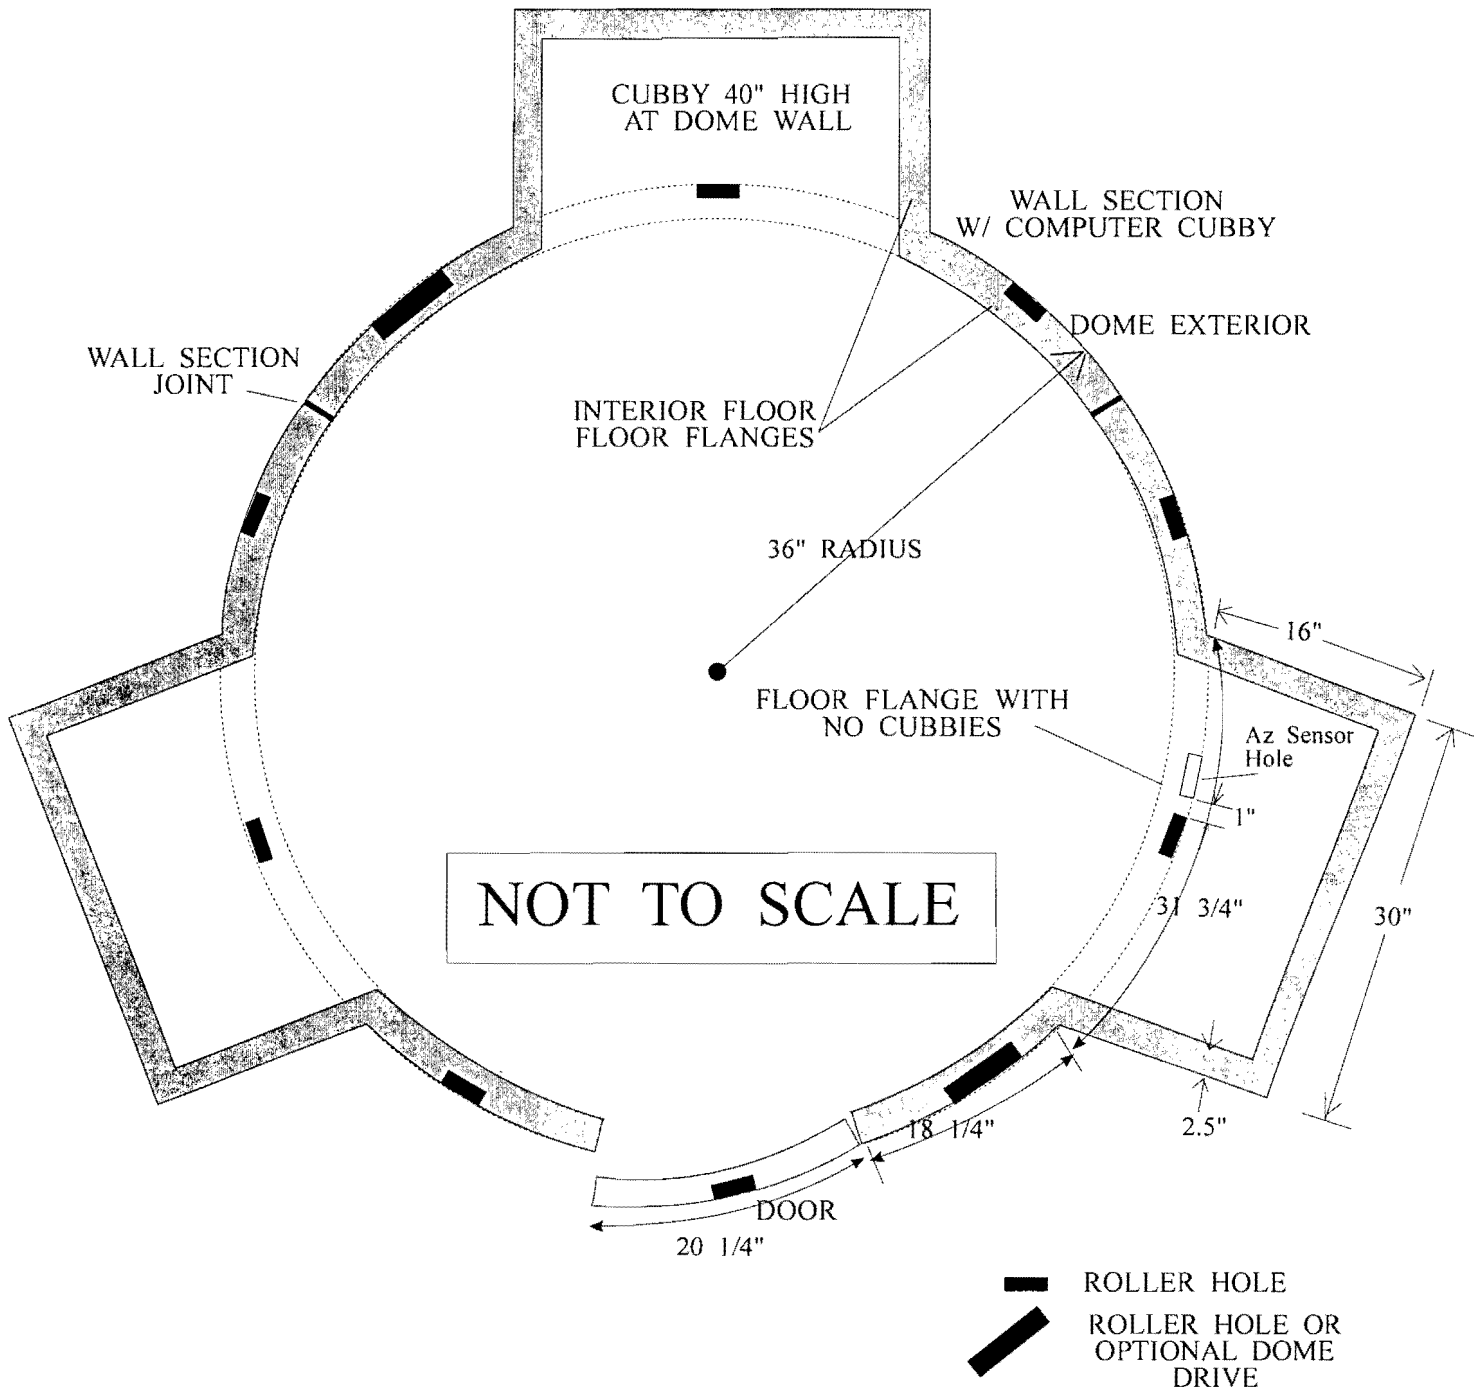 CUBBY 40" HIGH
AT DOME WALL
WALL SECTION
W/ COMPUTER CUBBY
DOME EXTERIOR
WALL SECTION
JOINT
INTERIOR FLOOR
FLOOR FLANGES
36" RADIUS
16"
FLOOR FLANGE WITH
NO CUBBIES
Az Sensor
Hole
1"
NOT TO SCALE
31 3/4"
30"
18 1/4"
2.5"
DOOR
20 1/4"
ROLLER HOLE
ROLLER HOLE OR
OPTIONAL DOME
DRIVE